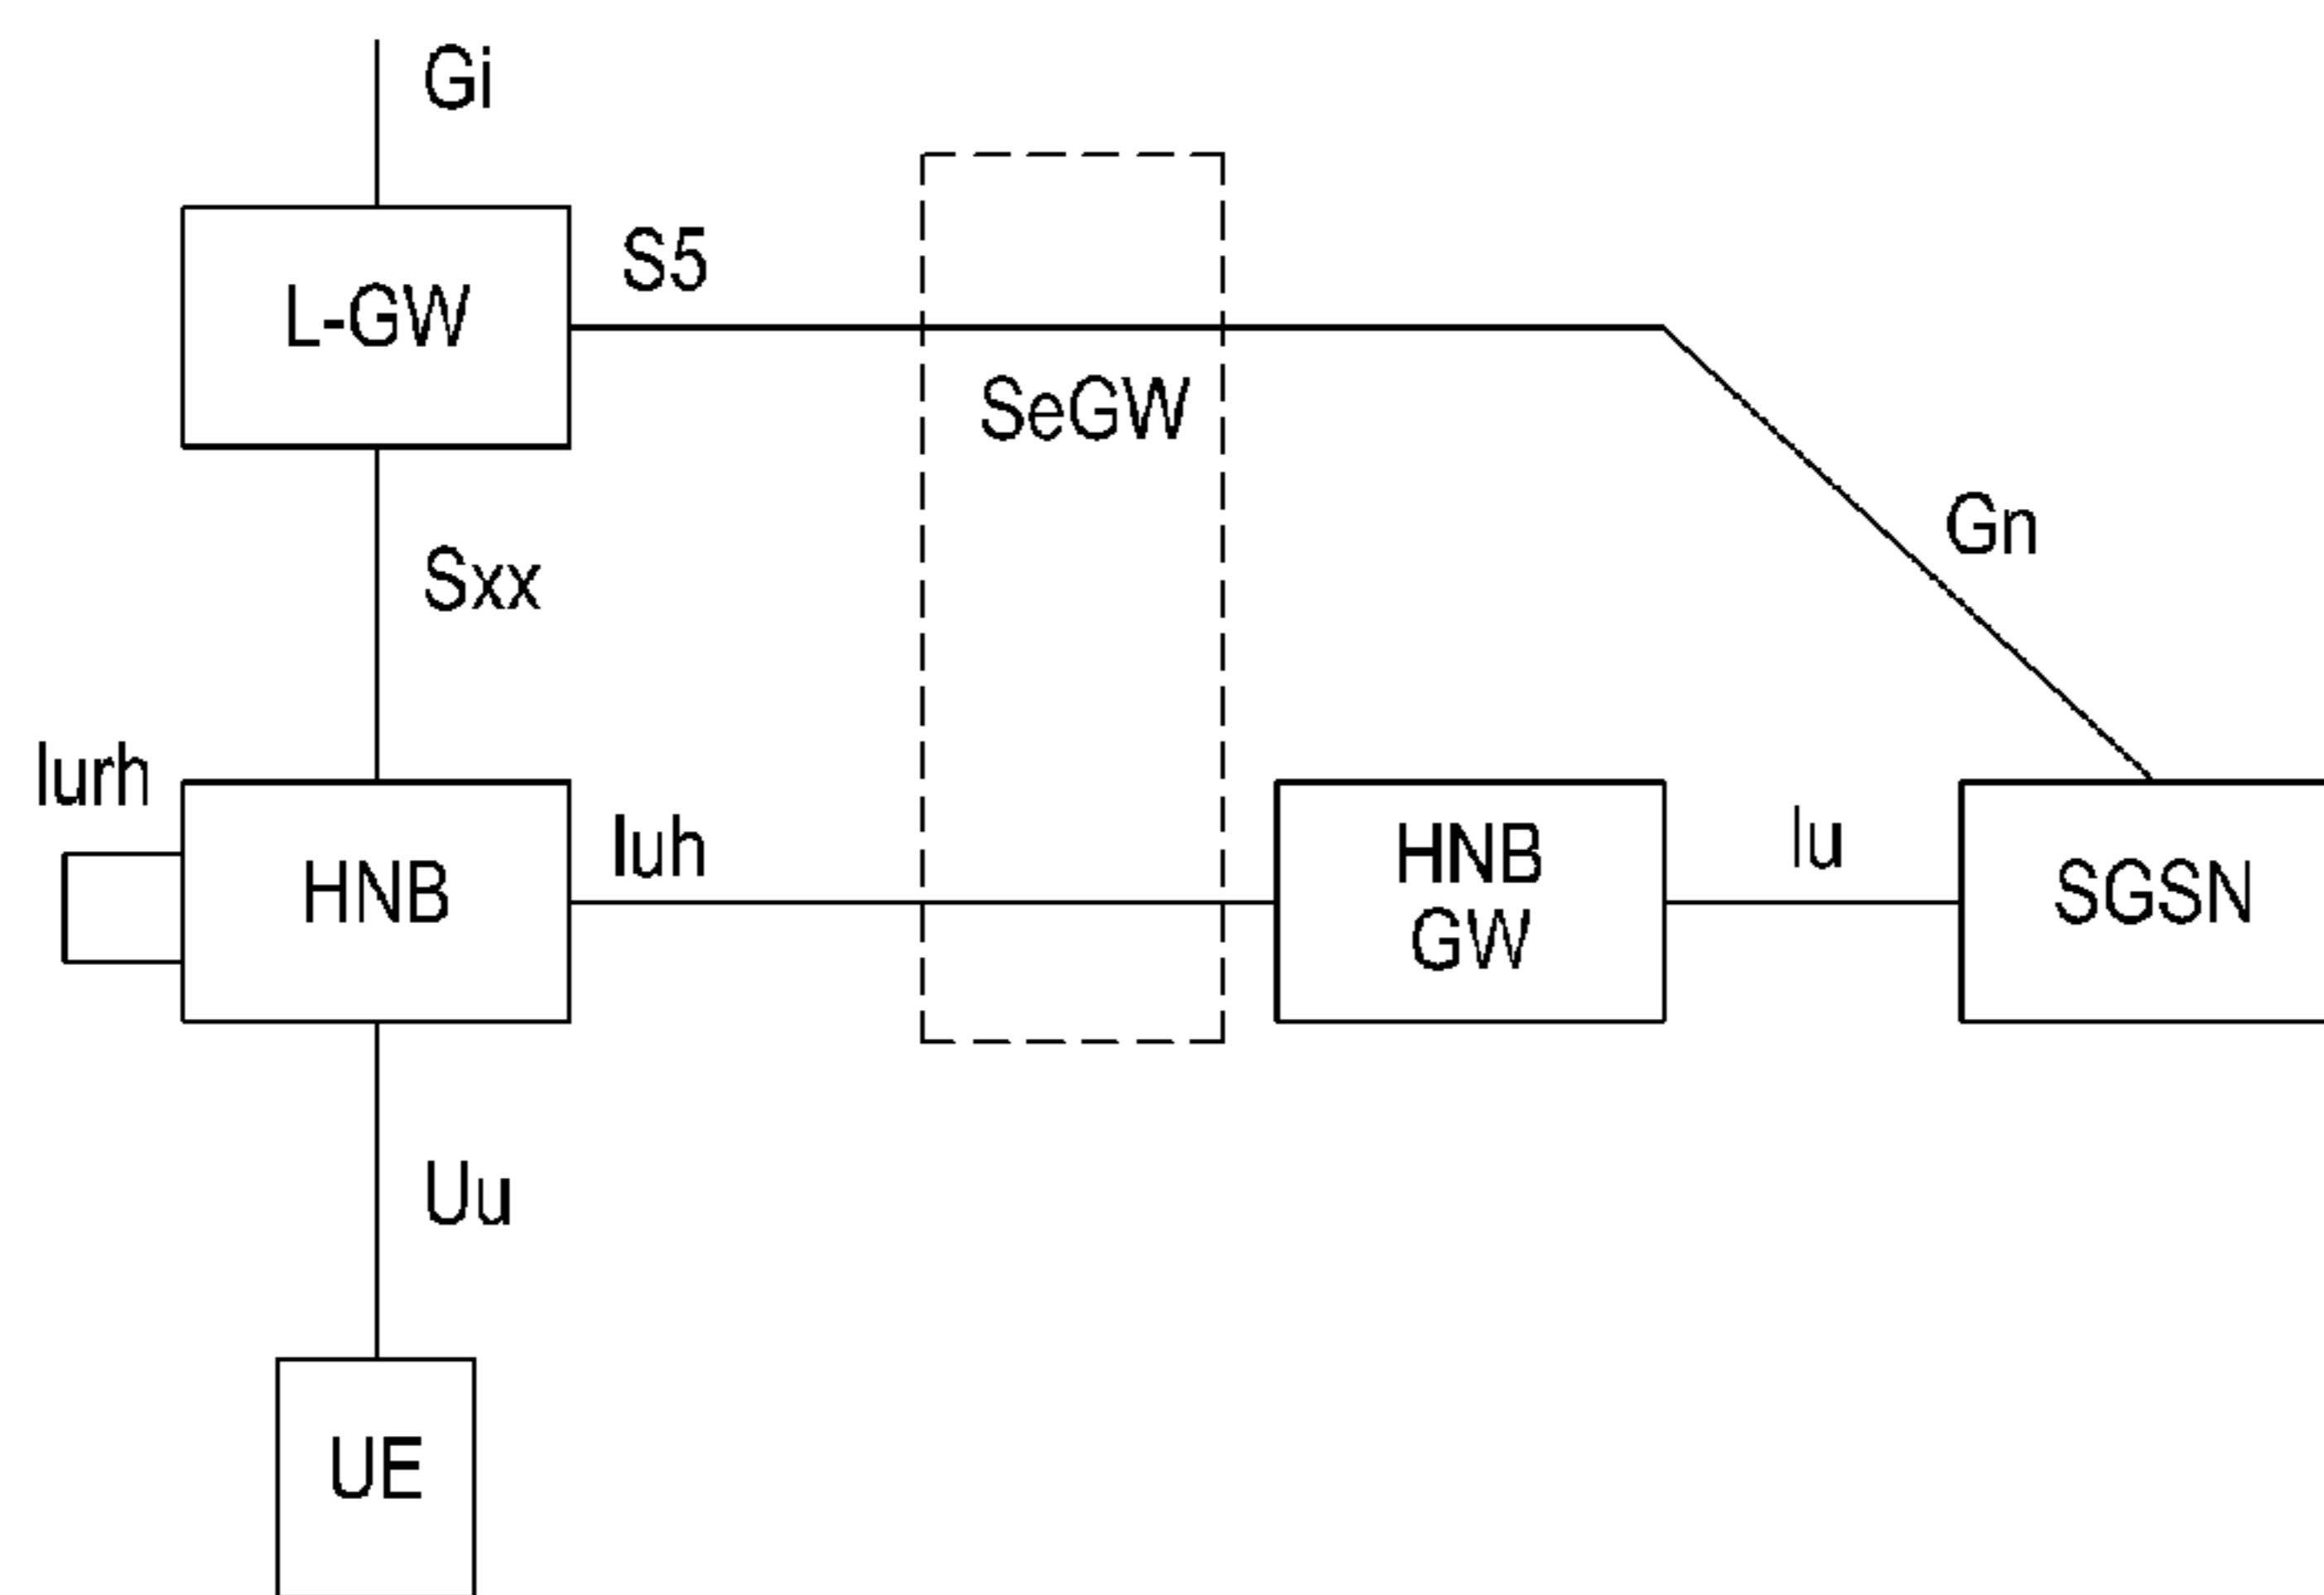 Gi
S5
L-GW
SeGW
Gn
Sxx
Iurh
Iuh
HNB
HNB
GW
Iu
SGSN
Uu
UE